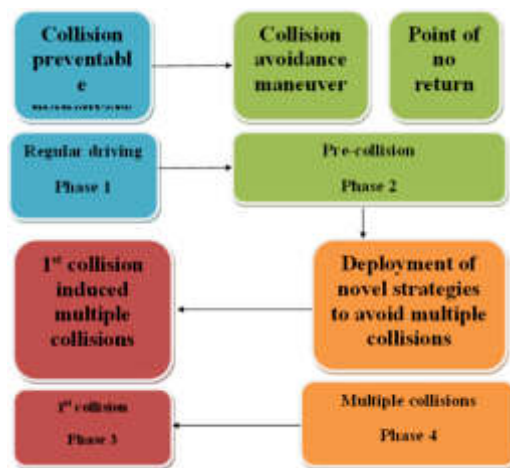 Collision
preventabl
e
Collision
avoidance
maneuver
Point of
no
return
Regular driving
Phase 1
Pre-collision
Phase 2
1st collision
induced
multiple
collisions
Deployment of
novel strategies
to avoid multiple
collisions
1st collision
Phase 3
Multiple collisions
Phase 4